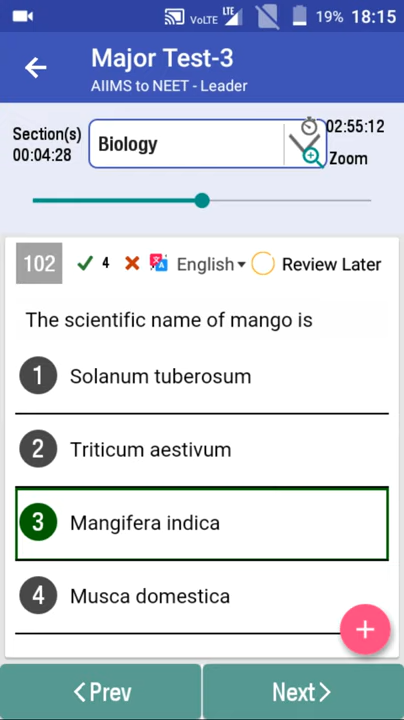 VoLTE LTE 19% 18:15
Major Test-3
AIIMS to NEET - Leader
Section(s)
00:04:28
Biology
02:55:12
Zoom
102 4 English Review Later
The scientific name of mango is
1 Solanum tuberosum
2 Triticum aestivum
3 Mangifera indica
4 Musca domestica
+
<Prev Next>